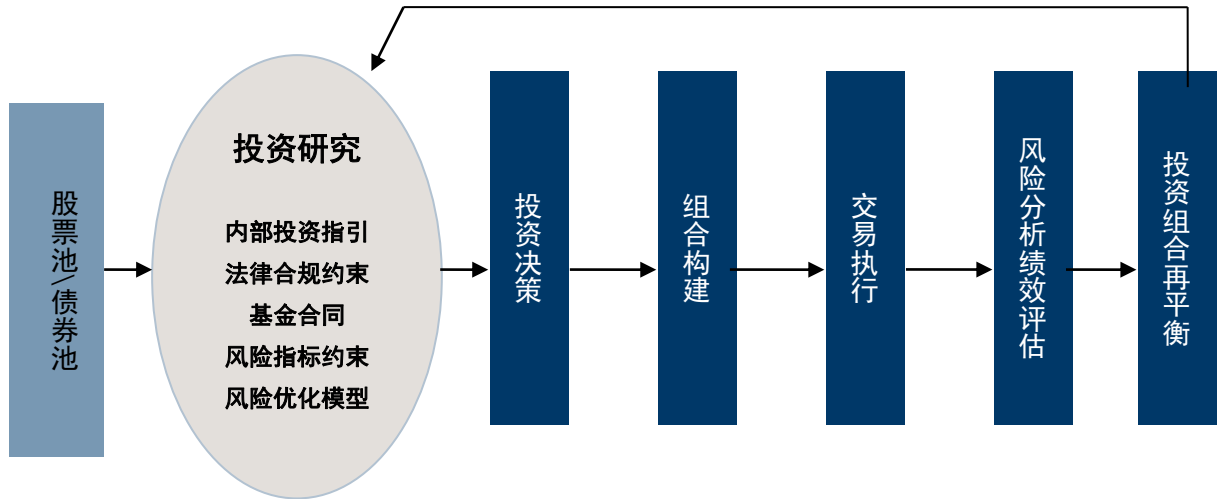 股票池/债券池
投资研究
内部投资指引
法律合规约束
基金合同
风险指标约束
风险优化模型
投资决策
组合构建
交易执行
风险分析绩效评估
投资组合再平衡